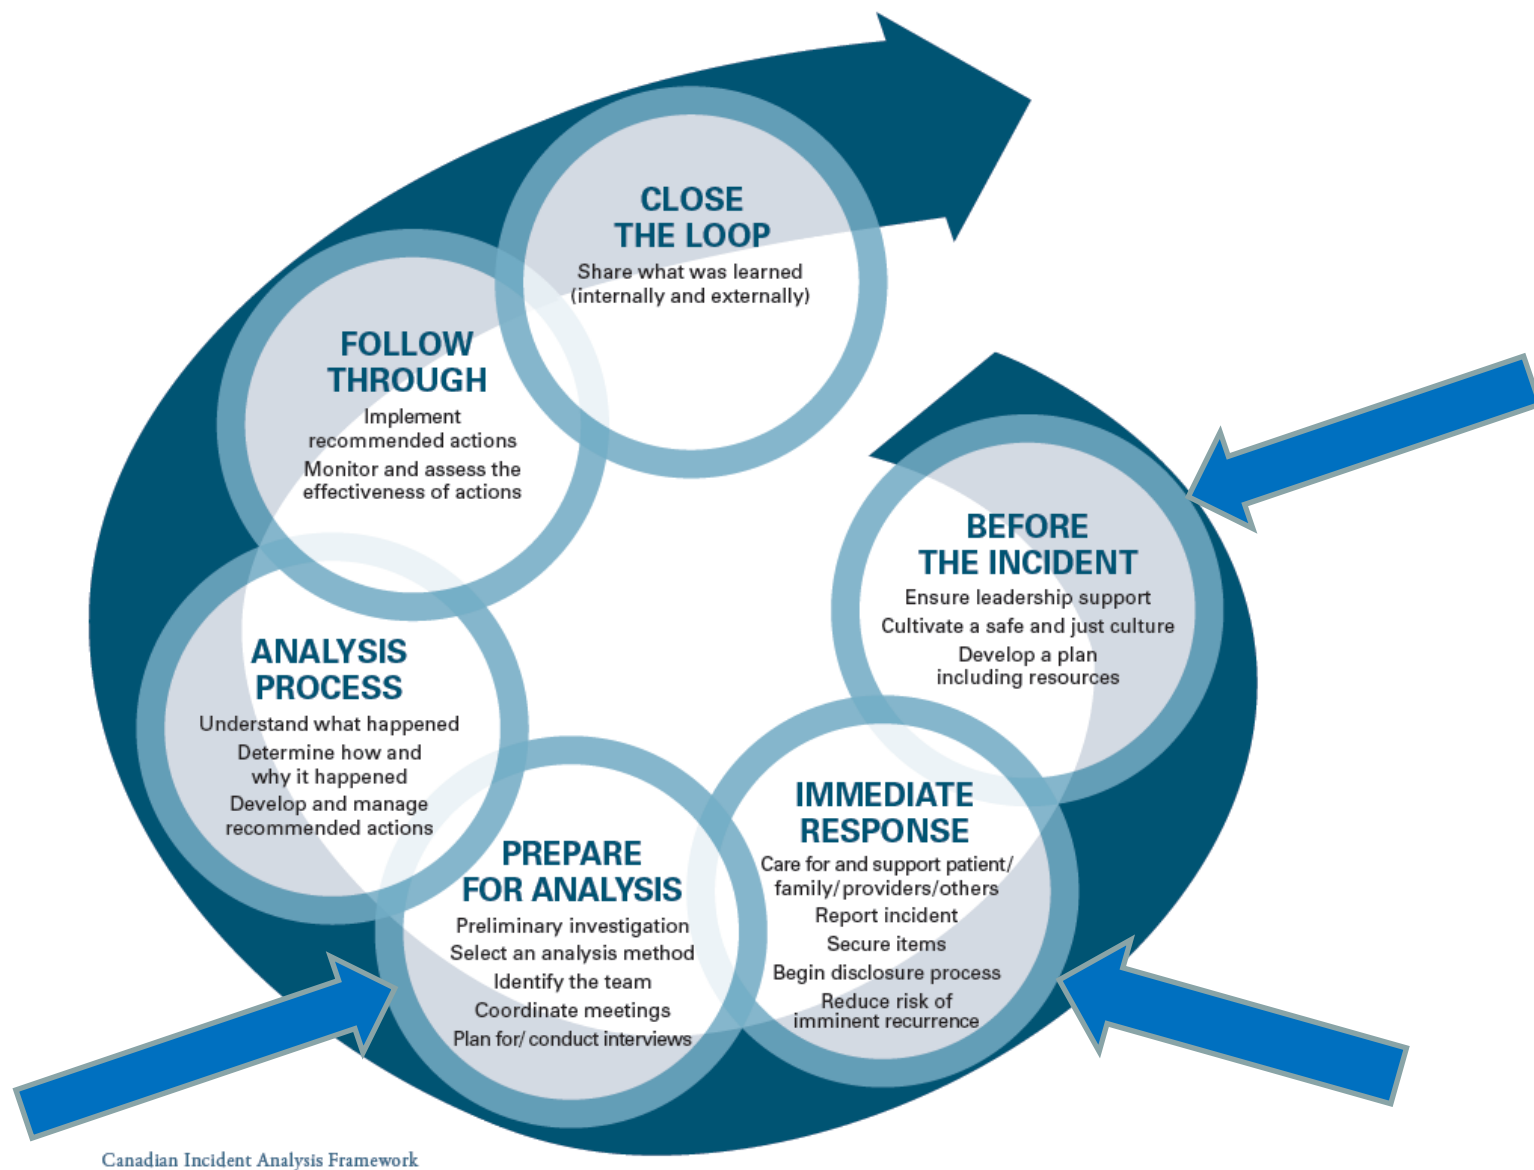 CLOSE
THE LOOP
Share what was learned
(internally and externally)
FOLLOW
THROUGH
Implement
recommended actions
Monitor and assess the
effectiveness of actions
BEFORE
THE INCIDENT
Ensure leadership support
Cultivate a safe and just culture
Develop a plan
including resources
ANALYSIS
PROCESS
Understand what happened
Determine how and
why it happened
Develop and manage
recommended actions
IMMEDIATE
RESPONSE
Care for and support patient/
family/providers/others
Report incident
Secure items
Begin disclosure process
Reduce risk of
imminent recurrence
PREPARE
FOR ANALYSIS
Preliminary investigation
Select an analysis method
Identify the team
Coordinate meetings
Plan for/ conduct interviews
Canadian Incident Analysis Framework